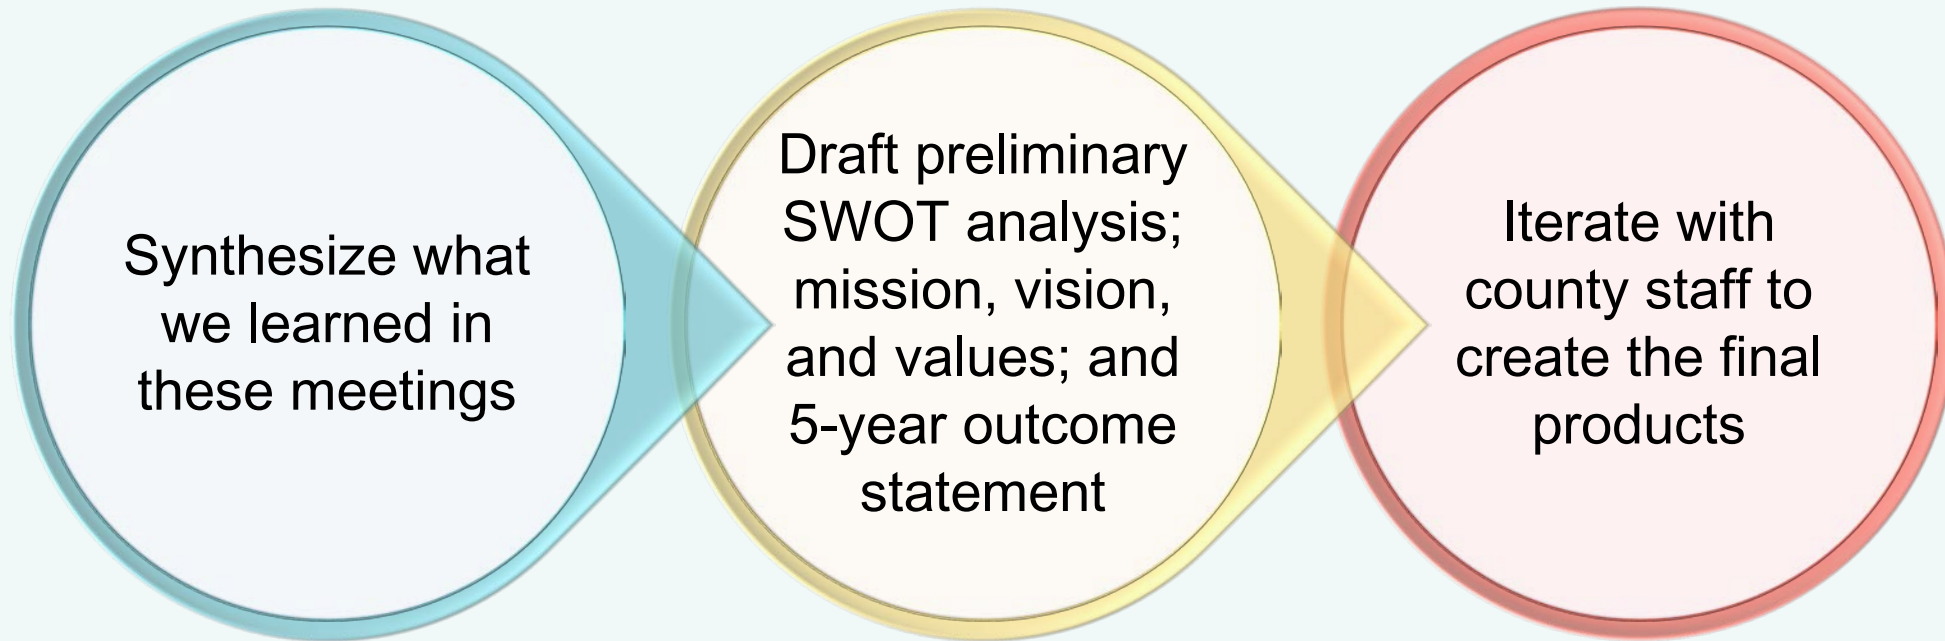 Synthesize what
we learned in
these meetings
Draft preliminary
SWOT analysis;
mission, vision,
and values; and
5-year outcome
statement
Iterate with
county staff to
create the final
products